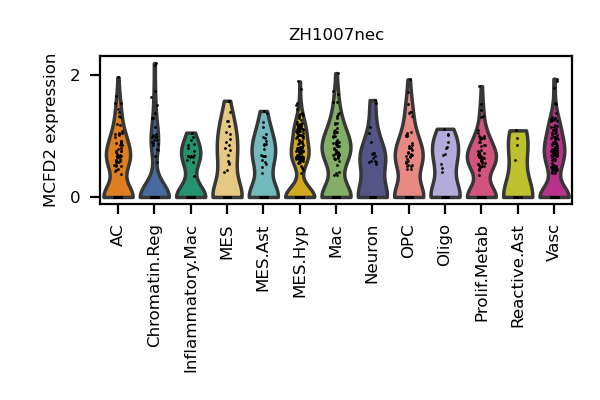 ZH1007nec
MCFD2 expression
2
0
AC
Chromatin.Reg
Inflammatory.Mac
MES
MES.Ast
MES.Hyp
Mac
Neuron
OPC
Oligo
Prolif.Metab
Reactive.Ast
Vasc